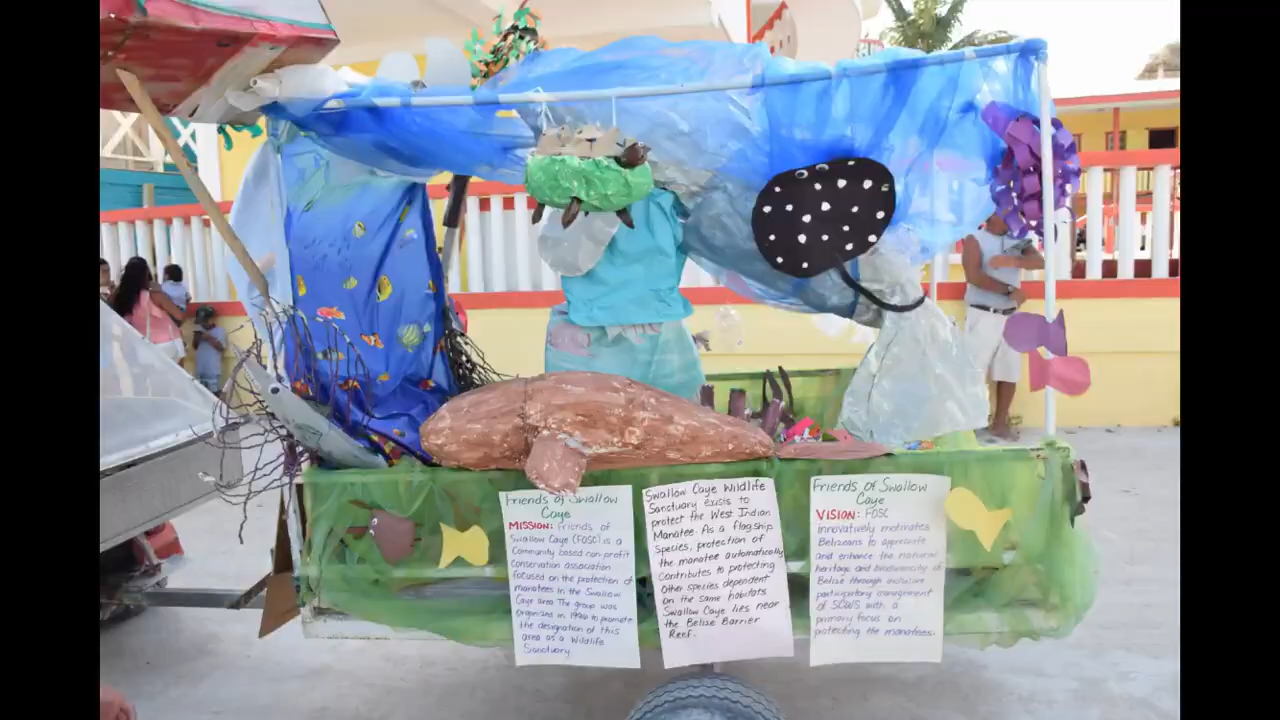 Friends of Swallow
Caye
MISSION: Friends of
Swallow Caye (FOSC) is a
Community based non-profit
Conservation association
focused on the protection of
manatees in the Swallow
Caye area The group was
organized in to promote
the designation of this
area as a Wildlife
Sanctuary.
Swallow Caye Wildlife
Sanctuary exists to
protect the West Indian
Manatee. As a flagship
species, protection of
the manatee automatically
Contributes to protecting
other species dependent
on the same habitats
Swallow Caye lies near
the Belize Barrier
Reef.
Friends of Swallow
Caye
VISION: FOSC
innovatively motivates
Belizeans to appreciate
and enhance the natural
heritage and biodiversity of
Belize through inclusive
participatory management
of SCWS with a
primary focus on
protecting the manatees.